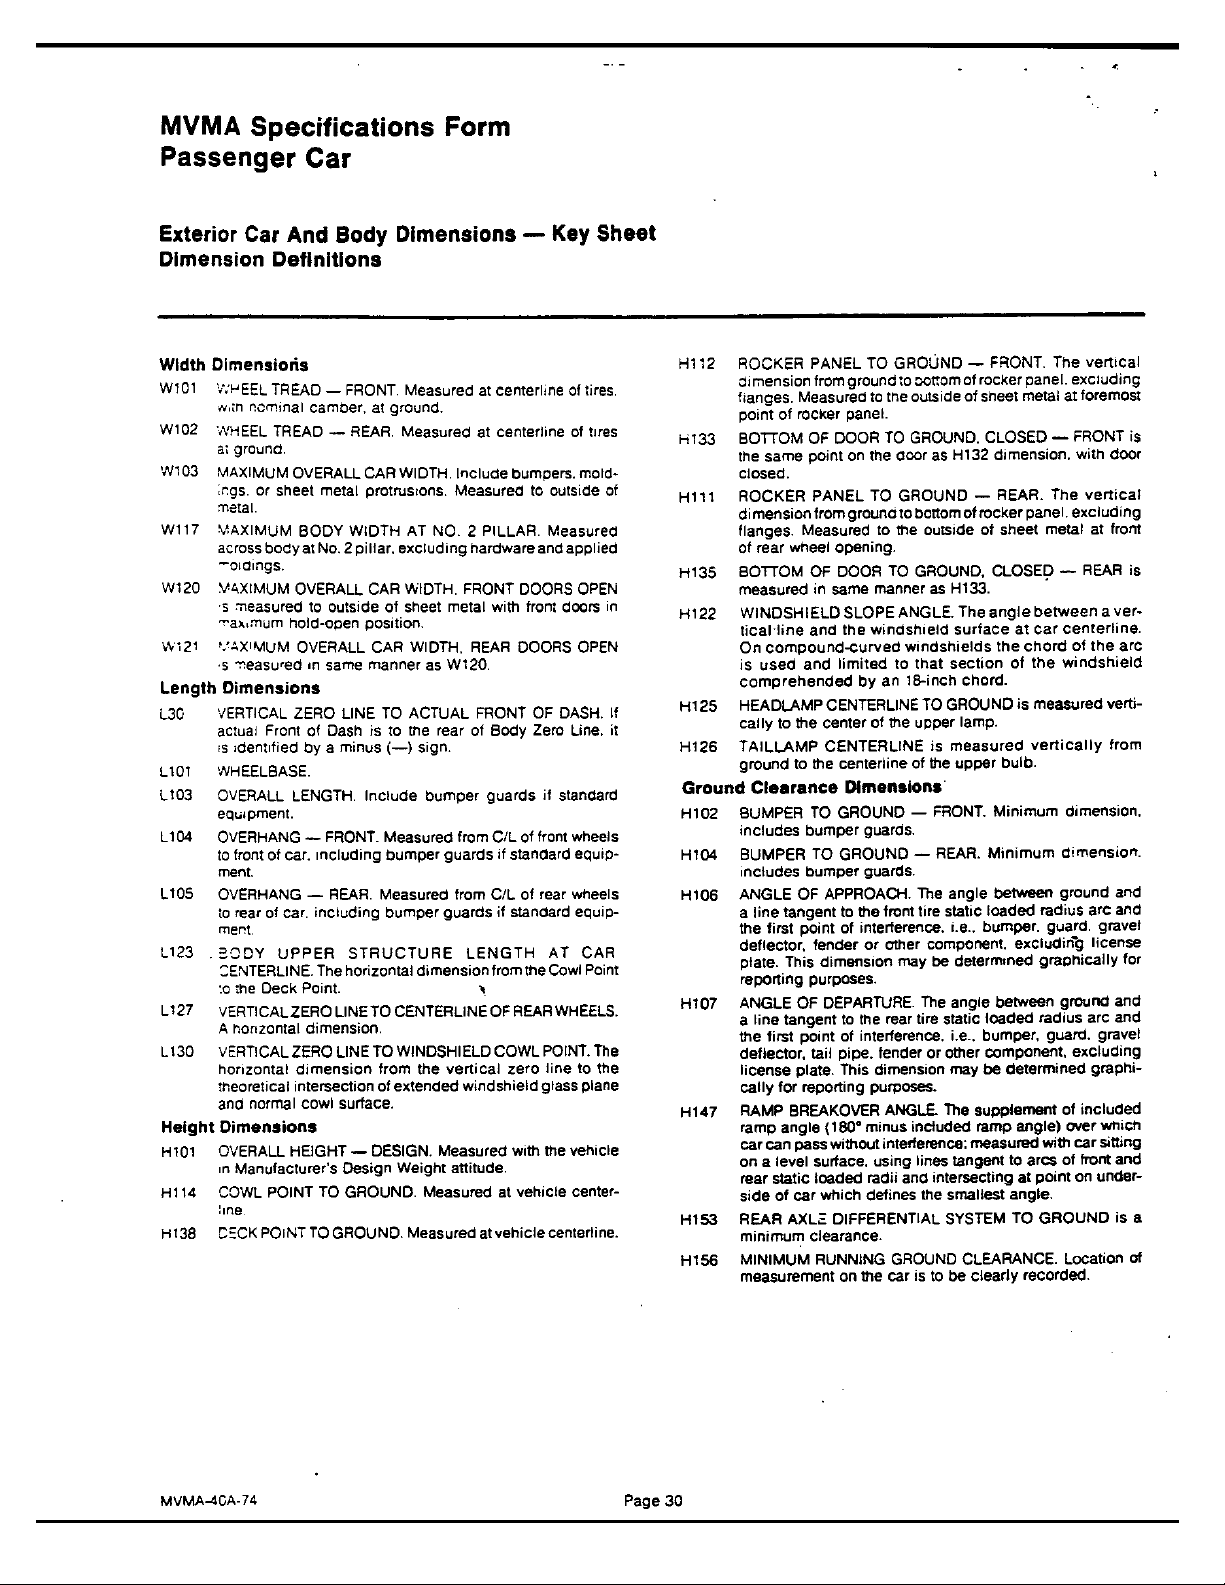 MVMA Specifications Form
Passenger Car
Exterior Car And Body Dimensions — Key Sheet
Dimension Definitions
Width Dimensions
W101 WHEEL TREAD — FRONT. Measured at centerline of tires,
with nominal camber, at ground.
W102 WHEEL TREAD — REAR. Measured at centerline of tires
at ground.
W103 MAXIMUM OVERALL CAR WIDTH. Include bumpers, mold-
ings, or sheet metal protrusions. Measured to outside of
metal.
W117 MAXIMUM BODY WIDTH AT NO. 2 PILLAR. Measured
across body at No. 2 pillar, excluding hardware and applied
moldings.
W120 MAXIMUM OVERALL CAR WIDTH, FRONT DOORS OPEN
is measured to outside of sheet metal with front doors in
maximum hold-open position.
W121 MAXIMUM OVERALL CAR WIDTH, REAR DOORS OPEN
is measured in same manner as W120.
Length Dimensions
L30 VERTICAL ZERO LINE TO ACTUAL FRONT OF DASH. If
actual Front of Dash is to the rear of Body Zero Line, it
is identified by a minus (—) sign.
L101 WHEELBASE.
L103 OVERALL LENGTH. Include bumper guards if standard
equipment.
L104 OVERHANG — FRONT. Measured from C/L of front wheels
to front of car, including bumper guards if standard equip-
ment.
L105 OVERHANG — REAR. Measured from C/L of rear wheels
to rear of car, including bumper guards if standard equip-
ment.
L123 BODY UPPER STRUCTURE LENGTH AT CAR
CENTERLINE. The horizontal dimension from the Cowl Point
to the Deck Point.
L127 VERTICAL ZERO LINE TO CENTERLINE OF REAR WHEELS.
A horizontal dimension.
L130 VERTICAL ZERO LINE TO WINDSHIELD COWL POINT. The
horizontal dimension from the vertical zero line to the
theoretical intersection of extended windshield glass plane
and normal cowl surface.
Height Dimensions
H101 OVERALL HEIGHT — DESIGN. Measured with the vehicle
in Manufacturer's Design Weight attitude.
H114 COWL POINT TO GROUND. Measured at vehicle center-
line.
H138 DECK POINT TO GROUND. Measured at vehicle centerline.
H112 ROCKER PANEL TO GROUND — FRONT. The vertical
dimension from ground to bottom of rocker panel, excluding
flanges. Measured to the outside of sheet metal at foremost
point of rocker panel.
H133 BOTTOM OF DOOR TO GROUND, CLOSED — FRONT is
the same point on the door as H132 dimension, with door
closed.
H111 ROCKER PANEL TO GROUND — REAR. The vertical
dimension from ground to bottom of rocker panel, excluding
flanges. Measured to the outside of sheet metal at front
of rear wheel opening.
H135 BOTTOM OF DOOR TO GROUND, CLOSED — REAR is
measured in same manner as H133.
H122 WINDSHIELD SLOPE ANGLE. The angle between a ver-
tical line and the windshield surface at car centerline.
On compound-curved windshields the chord of the arc
is used and limited to that section of the windshield
comprehended by an 18-inch chord.
H125 HEADLAMP CENTERLINE TO GROUND is measured verti-
cally to the center of the upper lamp.
H126 TAILLAMP CENTERLINE is measured vertically from
ground to the centerline of the upper bulb.
Ground Clearance Dimensions
H102 BUMPER TO GROUND — FRONT. Minimum dimension,
includes bumper guards.
H104 BUMPER TO GROUND — REAR. Minimum dimension.
includes bumper guards.
H106 ANGLE OF APPROACH. The angle between ground and
a line tangent to the front tire static loaded radius arc and
the first point of interference, i.e., bumper, guard, gravel
deflector, fender or other component, excluding license
plate. This dimension may be determined graphically for
reporting purposes.
H107 ANGLE OF DEPARTURE. The angle between ground and
a line tangent to the rear tire static loaded radius arc and
the first point of interference, i.e., bumper, guard, gravel
deflector, tail pipe, fender or other component, excluding
license plate. This dimension may be determined graphi-
cally for reporting purposes.
H147 RAMP BREAKOVER ANGLE. The supplement of included
ramp angle (180° minus included ramp angle) over which
car can pass without interference; measured with car sitting
on a level surface, using lines tangent to arcs of front and
rear static loaded radii and intersecting at point on under-
side of car which defines the smallest angle.
H153 REAR AXLE DIFFERENTIAL SYSTEM TO GROUND is a
minimum clearance.
H156 MINIMUM RUNNING GROUND CLEARANCE. Location of
measurement on the car is to be clearly recorded.
MVMA-4CA-74
Page 30